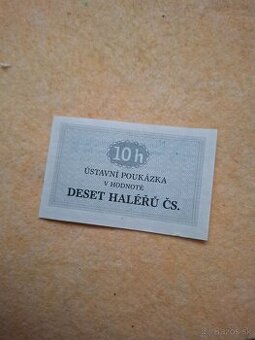 10 h
ÚSTAVNÍ POUKÁZKA
V HODNOTĚ
DESET HALÉŘŮ ČS.